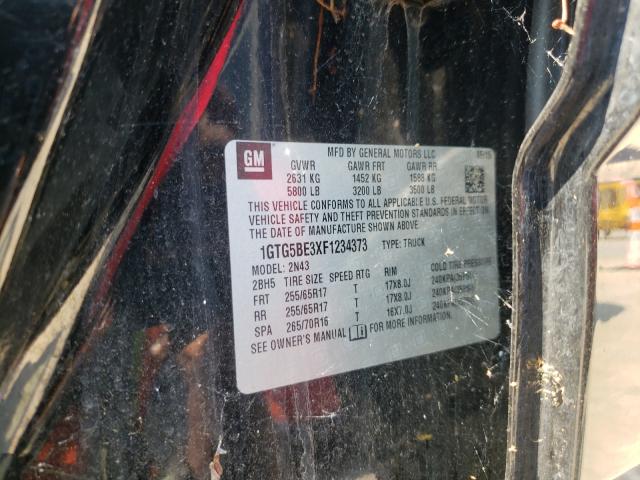 GM
MFD BY GENERAL MOTORS LLC
GVWR GAWR FRT GAWR RR
2631 KG 1452 KG 1588 KG
5800 LB 3200 LB 3500 LB
THIS VEHICLE CONFORMS TO ALL APPLICABLE U.S. FEDERAL MOTOR
VEHICLE SAFETY AND THEFT PREVENTION STANDARDS IN EFFECT ON
THE DATE OF MANUFACTURE SHOWN ABOVE
1GTG5BE3XF1234373 TYPE: TRUCK
MODEL: 2N43
2BH5 TIRE SIZE SPEED RTG RIM COLD TIRE PRESSURE
FRT 255/65R17 T 17X8.0J
RR 255/65R17 T 17X8.0J
SPA 265/70R16 T 16X7.0J
SEE OWNER'S MANUAL FOR MORE INFORMATION.